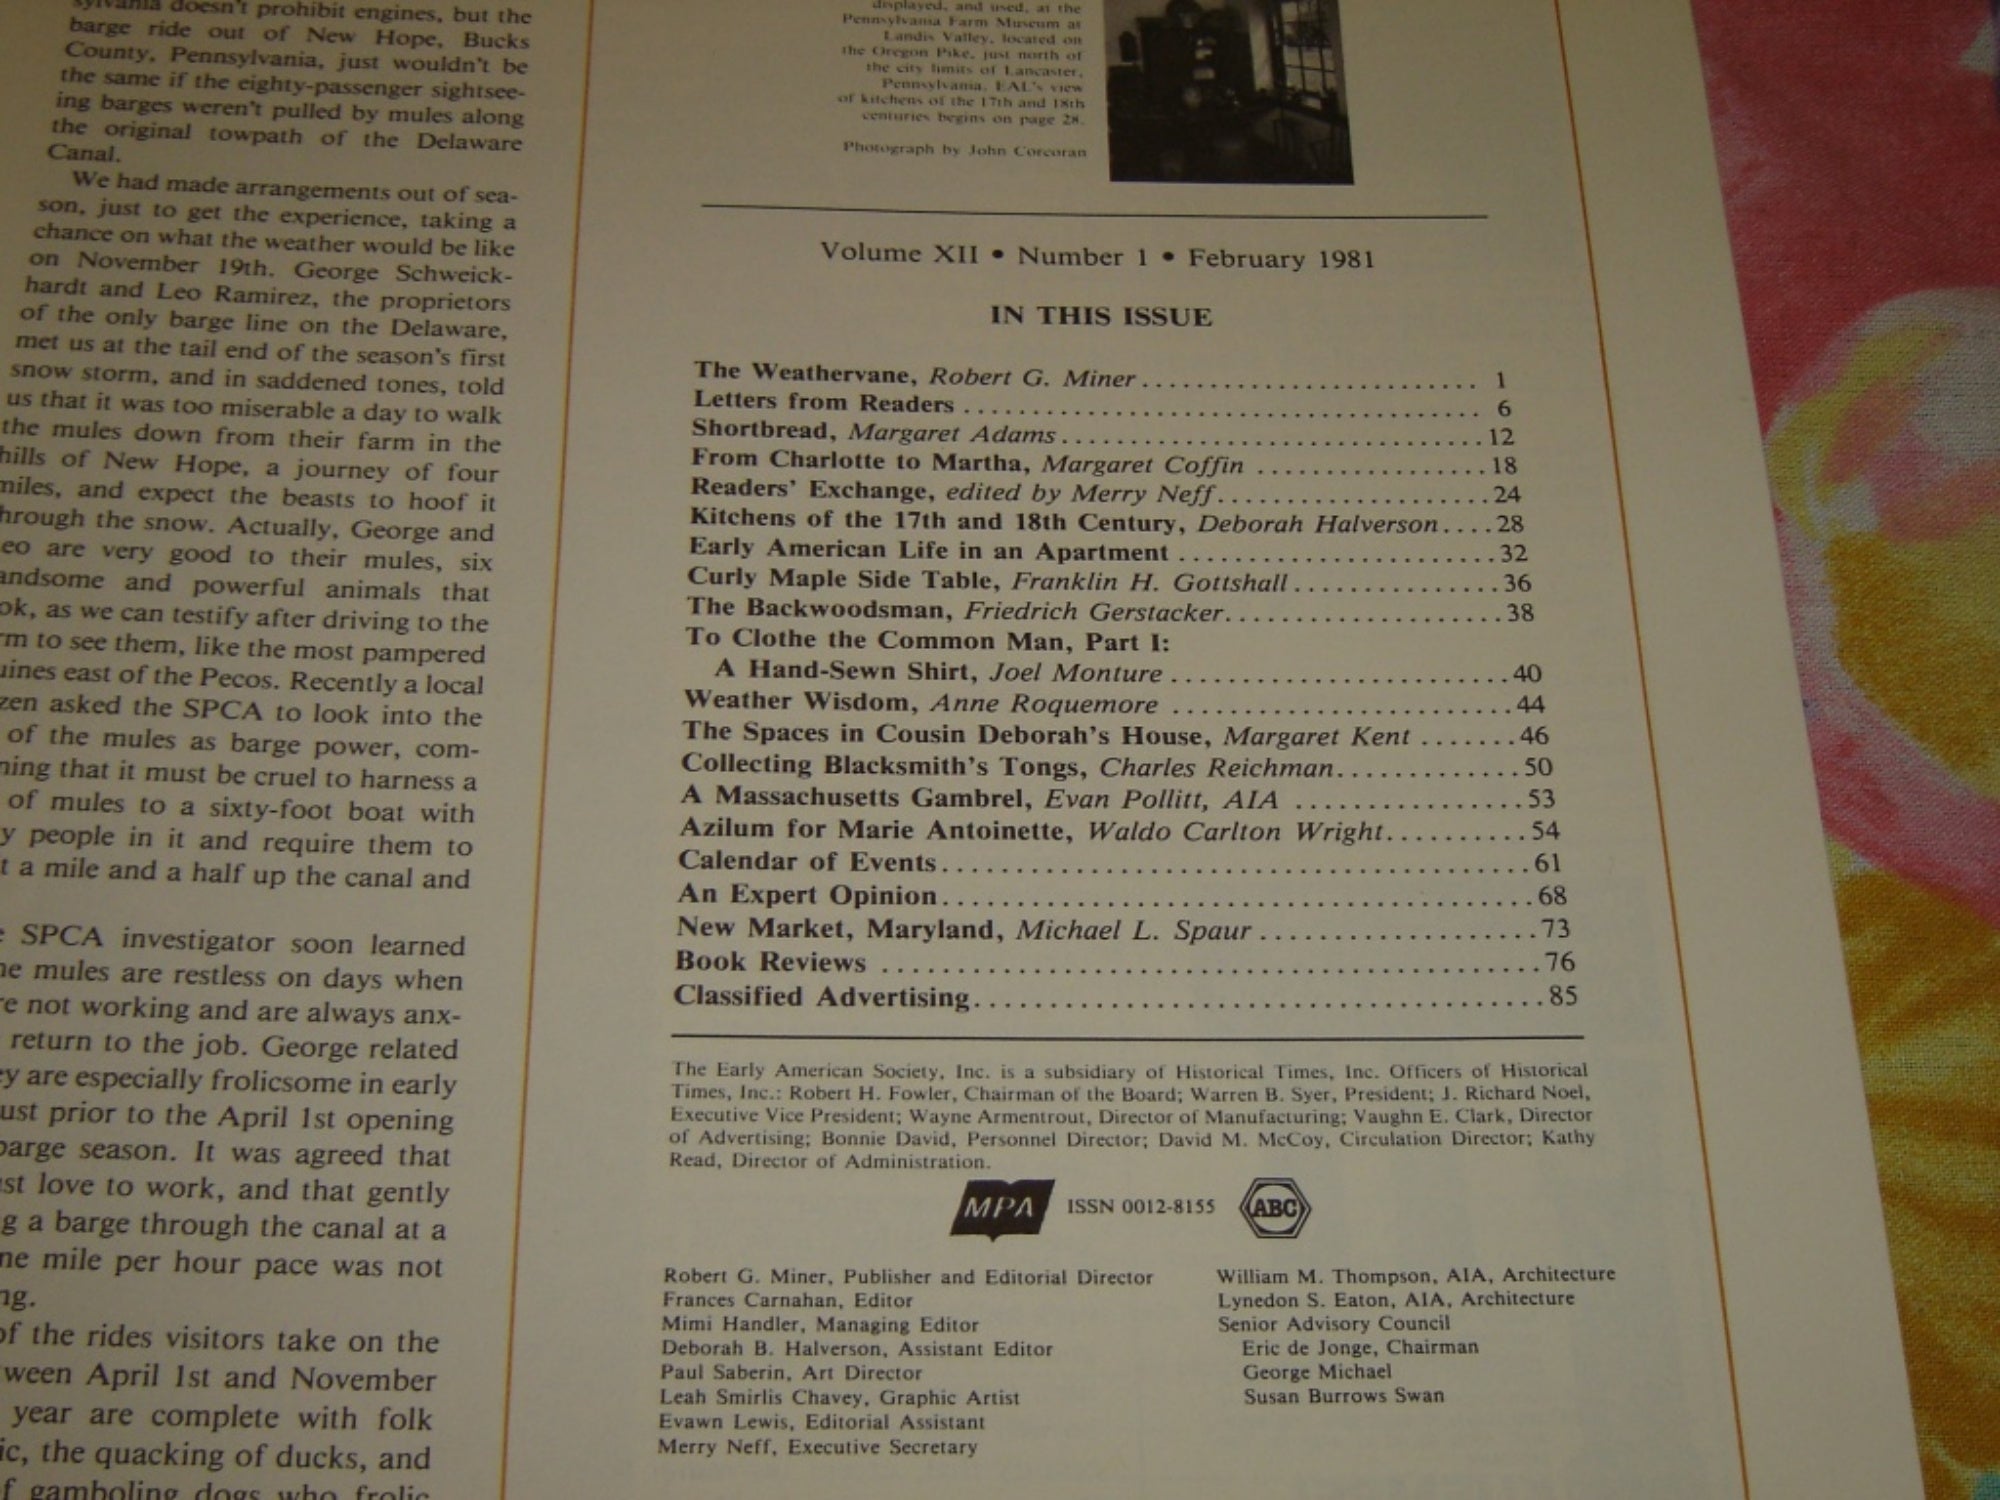 doesn't prohibit engines, but the
barge ride out of New Hope, Bucks
County, Pennsylvania, just wouldn't be
the same if the eighty-passenger sightsee-
ing barges weren't pulled by mules along
the original towpath of the Delaware
Canal.
We had made arrangements out of sea-
son, just to get the experience, taking a
chance on what the weather would be like
on November 19th. George Schweick-
hardt and Leo Ramirez, the proprietors
of the only barge line on the Delaware,
met us at the tail end of the season's first
snow storm, and in saddened tones, told
us that it was too miserable a day to walk
the mules down from their farm in the
hills of New Hope, a journey of four
miles, and expect the beasts to hoof it
hrough the snow. Actually, George and
eo are very good to their mules, six
andsome and powerful animals that
ok, as we can testify after driving to the
rm to see them, like the most pampered
uines east of the Pecos. Recently a local
zen asked the SPCA to look into the
of the mules as barge power, com-
ning that it must be cruel to harness a
of mules to a sixty-foot boat with
y people in it and require them to
t a mile and a half up the canal and
e SPCA investigator soon learned
he mules are restless on days when
re not working and are always anx-
return to the job. George related
ey are especially frolicsome in early
ust prior to the April 1st opening
barge season. It was agreed that
ust love to work, and that gently
g a barge through the canal at a
ne mile per hour pace was not
ng.
of the rides visitors take on the
ween April 1st and November
year are complete with folk
ic, the quacking of ducks, and
f gamboling dogs who frolic
displayed, and used, at the
Pennsylvania Farm Museum at
Landis Valley, located on
the Oregon Pike, just north of
the city limits of Lancaster,
Pennsylvania. EAL's view
of kitchens of the 17th and 18th
centuries begins on page 28.
Photograph by John Corcoran
Volume XII • Number 1 • February 1981
IN THIS ISSUE
The Weathervane, Robert G. Miner . . . . . . . . . . . . . . . . . . . . . . . . . 1
Letters from Readers . . . . . . . . . . . . . . . . . . . . . . . . . . . . . . . . . . . . . . 6
Shortbread, Margaret Adams . . . . . . . . . . . . . . . . . . . . . . . . . . . . . . . 12
From Charlotte to Martha, Margaret Coffin . . . . . . . . . . . . . . . . . 18
Readers' Exchange, edited by Merry Neff . . . . . . . . . . . . . . . . . . . . 24
Kitchens of the 17th and 18th Century, Deborah Halverson . . . . 28
Early American Life in an Apartment . . . . . . . . . . . . . . . . . . . . . . . 32
Curly Maple Side Table, Franklin H. Gottshall . . . . . . . . . . . . . . . 36
The Backwoodsman, Friedrich Gerstacker . . . . . . . . . . . . . . . . . . . . . 38
To Clothe the Common Man, Part I:
A Hand-Sewn Shirt, Joel Monture . . . . . . . . . . . . . . . . . . . . . . . . . 40
Weather Wisdom, Anne Roquemore . . . . . . . . . . . . . . . . . . . . . . . . . 44
The Spaces in Cousin Deborah's House, Margaret Kent . . . . . . . 46
Collecting Blacksmith's Tongs, Charles Reichman . . . . . . . . . . . . . . 50
A Massachusetts Gambrel, Evan Pollitt, AIA . . . . . . . . . . . . . . . . . 53
Azilum for Marie Antoinette, Waldo Carlton Wright . . . . . . . . . . 54
Calendar of Events . . . . . . . . . . . . . . . . . . . . . . . . . . . . . . . . . . . . . . . . . . . 61
An Expert Opinion . . . . . . . . . . . . . . . . . . . . . . . . . . . . . . . . . . . . . . . . . . . 68
New Market, Maryland, Michael L. Spaur . . . . . . . . . . . . . . . . . . . . 73
Book Reviews . . . . . . . . . . . . . . . . . . . . . . . . . . . . . . . . . . . . . . . . . . . . . . . 76
Classified Advertising . . . . . . . . . . . . . . . . . . . . . . . . . . . . . . . . . . . . . . . . . 85
The Early American Society, Inc. is a subsidiary of Historical Times, Inc. Officers of Historical
Times, Inc.: Robert H. Fowler, Chairman of the Board; Warren B. Syer, President; J. Richard Noel,
Executive Vice President; Wayne Armentrout, Director of Manufacturing; Vaughn E. Clark, Director
of Advertising; Bonnie David, Personnel Director; David M. McCoy, Circulation Director; Kathy
Read, Director of Administration.
MPA ISSN 0012-8155 ABC
Robert G. Miner, Publisher and Editorial Director
Frances Carnahan, Editor
Mimi Handler, Managing Editor
Deborah B. Halverson, Assistant Editor
Paul Saberin, Art Director
Leah Smirlis Chavey, Graphic Artist
Evawn Lewis, Editorial Assistant
Merry Neff, Executive Secretary
William M. Thompson, AIA, Architecture
Lynedon S. Eaton, AIA, Architecture
Senior Advisory Council
Eric de Jonge, Chairman
George Michael
Susan Burrows Swan